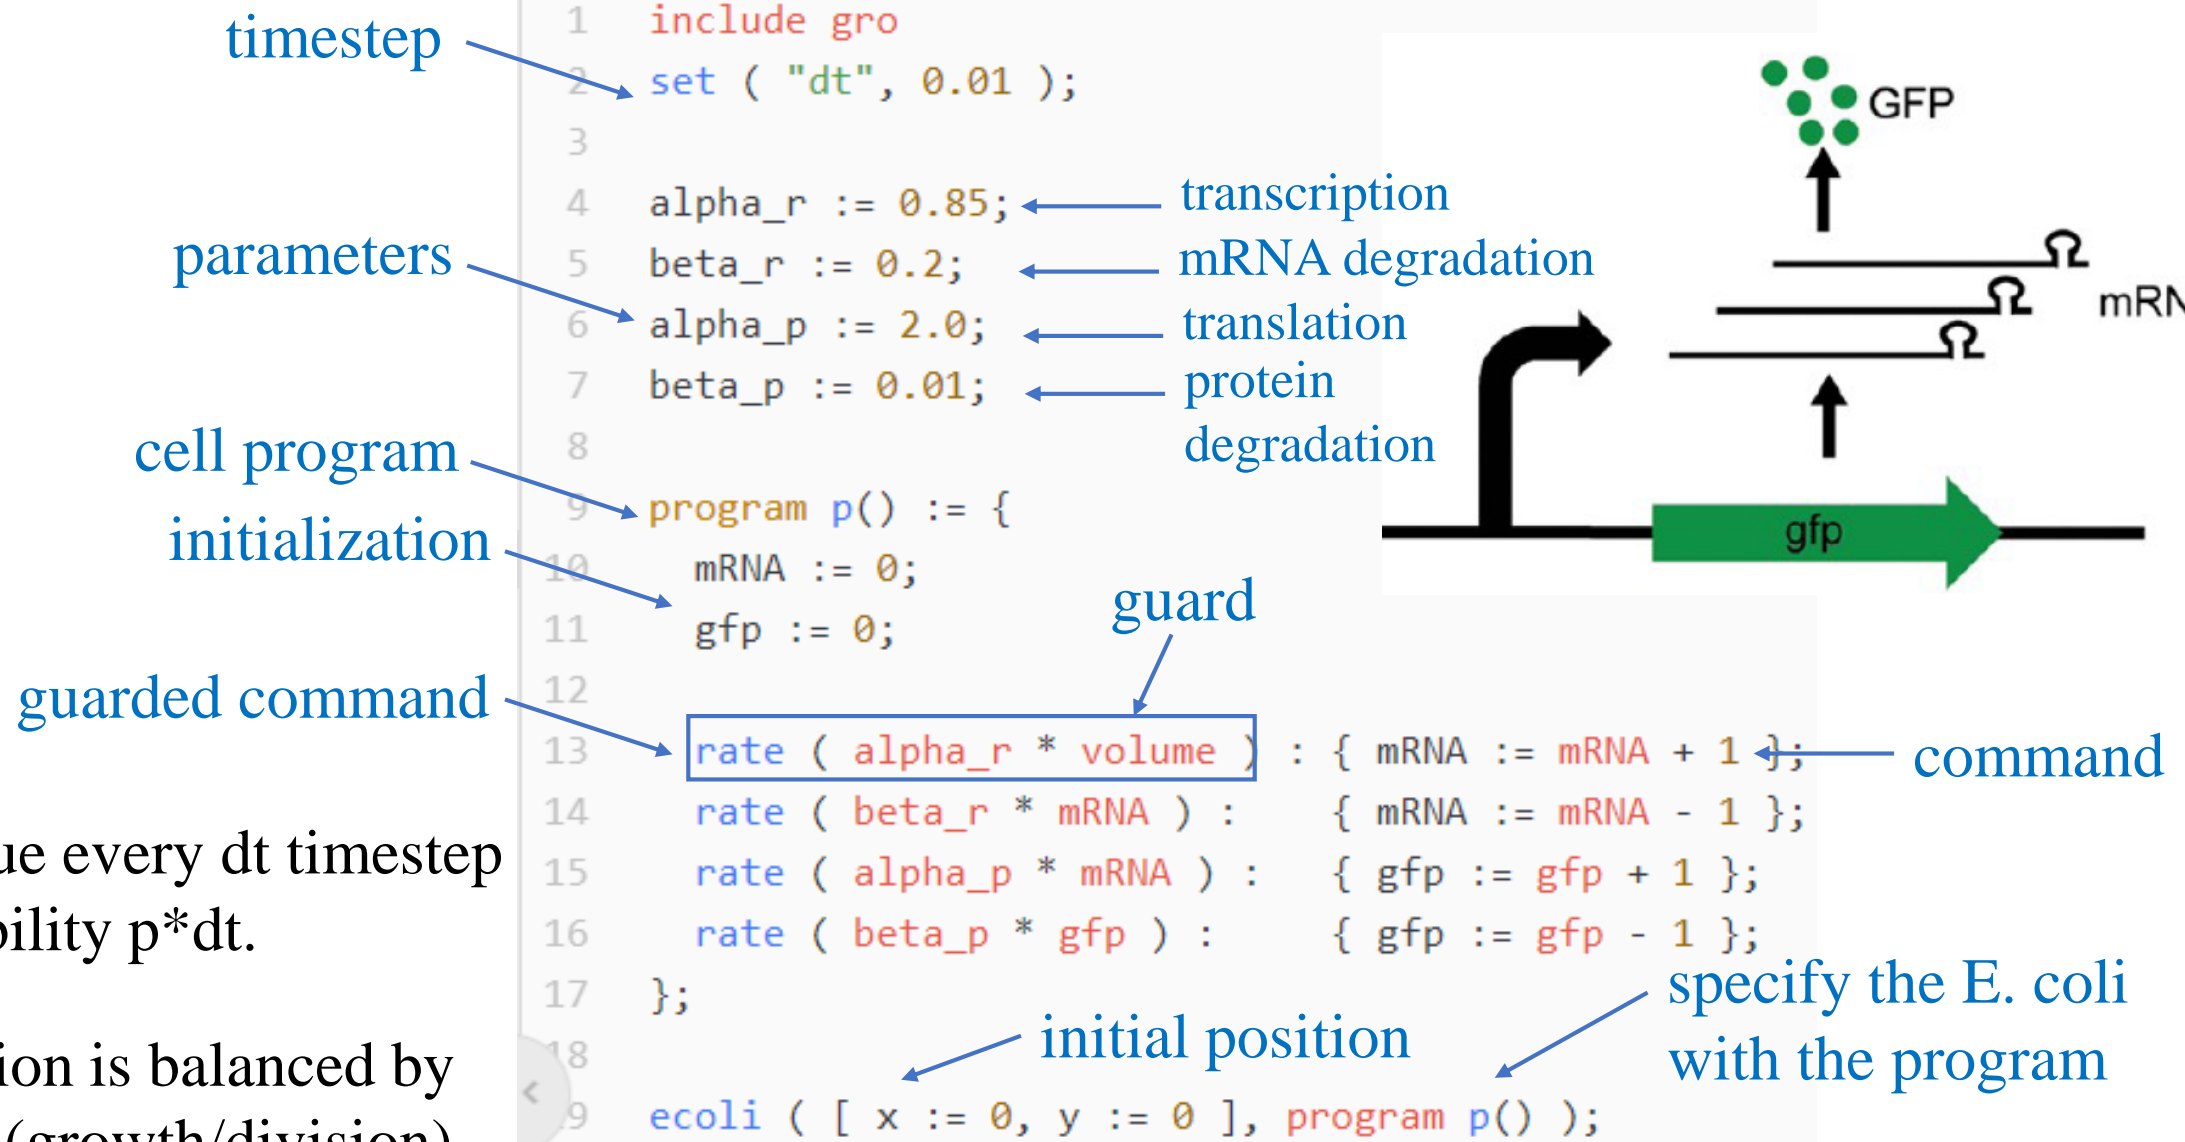 timestep
parameters
cell program
initialization
guarded command
every dt timestep
p*dt.
is balanced by
(growth/division)
1 include gro
2 set ( "dt", 0.01 );
3
4 alpha_r := 0.85;
5 beta_r := 0.2;
6 alpha_p := 2.0;
7 beta_p := 0.01;
8
9 program p() := {
10 mRNA := 0;
11 gfp := 0;
12
13 rate ( alpha_r * volume ) : { mRNA := mRNA + 1 };
14 rate ( beta_r * mRNA ) : { mRNA := mRNA - 1 };
15 rate ( alpha_p * mRNA ) : { gfp := gfp + 1 };
16 rate ( beta_p * gfp ) : { gfp := gfp - 1 };
17 };
18
9 ecoli ( [ x := 0, y := 0 ], program p() );
transcription
mRNA degradation
translation
protein
degradation
guard
command
initial position
specify the E. coli
with the program
GFP
gfp